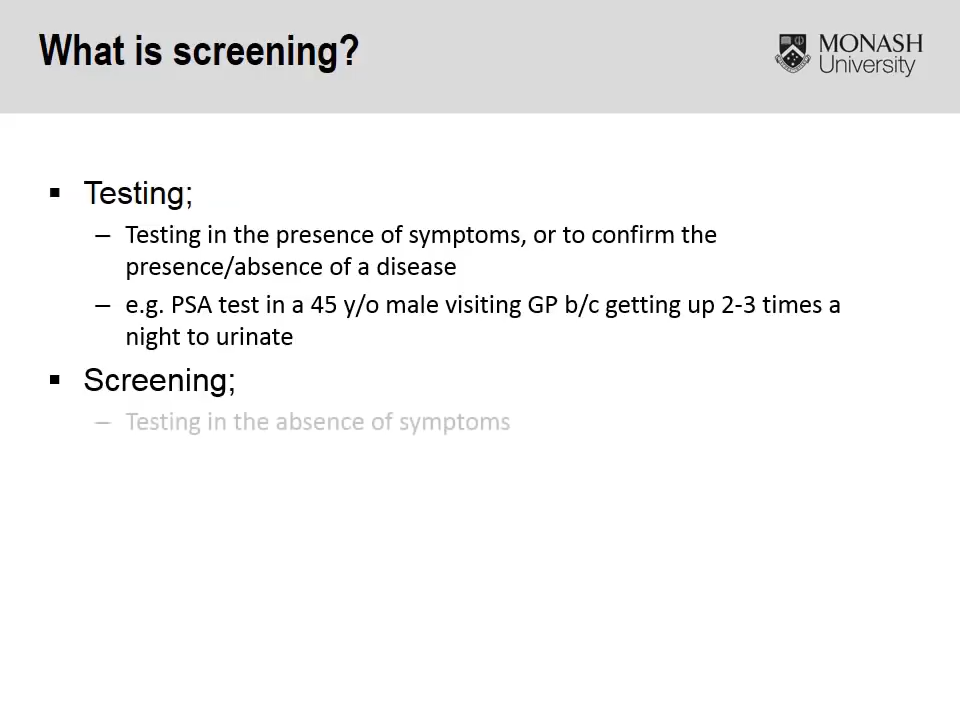 What is screening?
MONASH
University
▪ Testing;
– Testing in the presence of symptoms, or to confirm the
presence/absence of a disease
– e.g. PSA test in a 45 y/o male visiting GP b/c getting up 2-3 times a
night to urinate
▪ Screening;
– Testing in the absence of symptoms